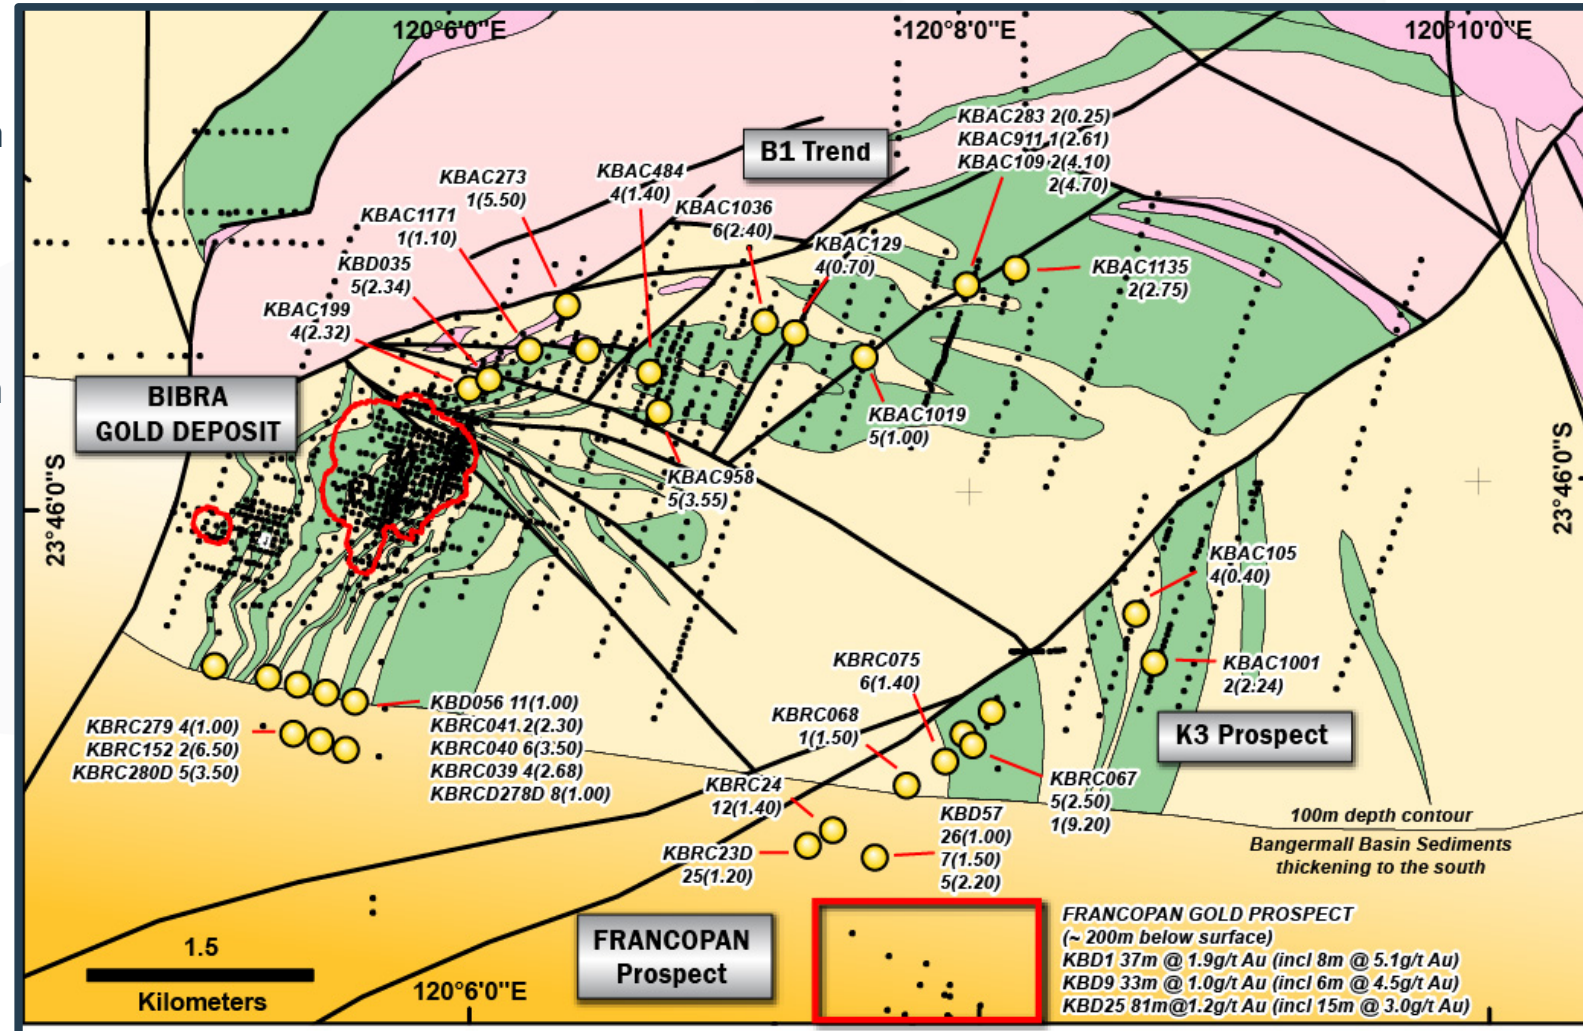 120°6'0"E
120°8'0"E
120°10'0"E
KBAC283 2(0.25)
KBAC911 1(2.61)
KBAC109 2(4.10)
2(4.70)
B1 Trend
KBAC273
1(5.50)
KBAC484
4(1.40)
KBAC1171
1(1.10)
KBAC1036
6(2.40)
KBD035
5(2.34)
KBAC129
4(0.70)
KBAC1135
2(2.75)
KBAC199
4(2.32)
BIBRA
GOLD DEPOSIT
KBAC1019
5(1.00)
KBAC958
5(3.55)
23°46'0"S
23°46'0"S
KBAC105
4(0.40)
KBAC1001
2(2.24)
KBRC075
6(1.40)
KBRC068
1(1.50)
K3 Prospect
KBD056 11(1.00)
KBRC041 2(2.30)
KBRC040 6(3.50)
KBRC039 4(2.68)
KBRCD278D 8(1.00)
KBRC279 4(1.00)
KBRC152 2(6.50)
KBRC280D 5(3.50)
KBRC067
5(2.50)
1(9.20)
KBRC24
12(1.40)
KBD57
26(1.00)
7(1.50)
5(2.20)
KBRC23D
25(1.20)
100m depth contour
Bangermall Basin Sediments
thickening to the south
FRANCOPAN
Prospect
FRANCOPAN GOLD PROSPECT
(~ 200m below surface)
KBD1 37m @ 1.9g/t Au (incl 8m @ 5.1g/t Au)
KBD9 33m @ 1.0g/t Au (incl 6m @ 4.5g/t Au)
KBD25 81m@1.2g/t Au (incl 15m @ 3.0g/t Au)
1.5
Kilometers
120°6'0"E